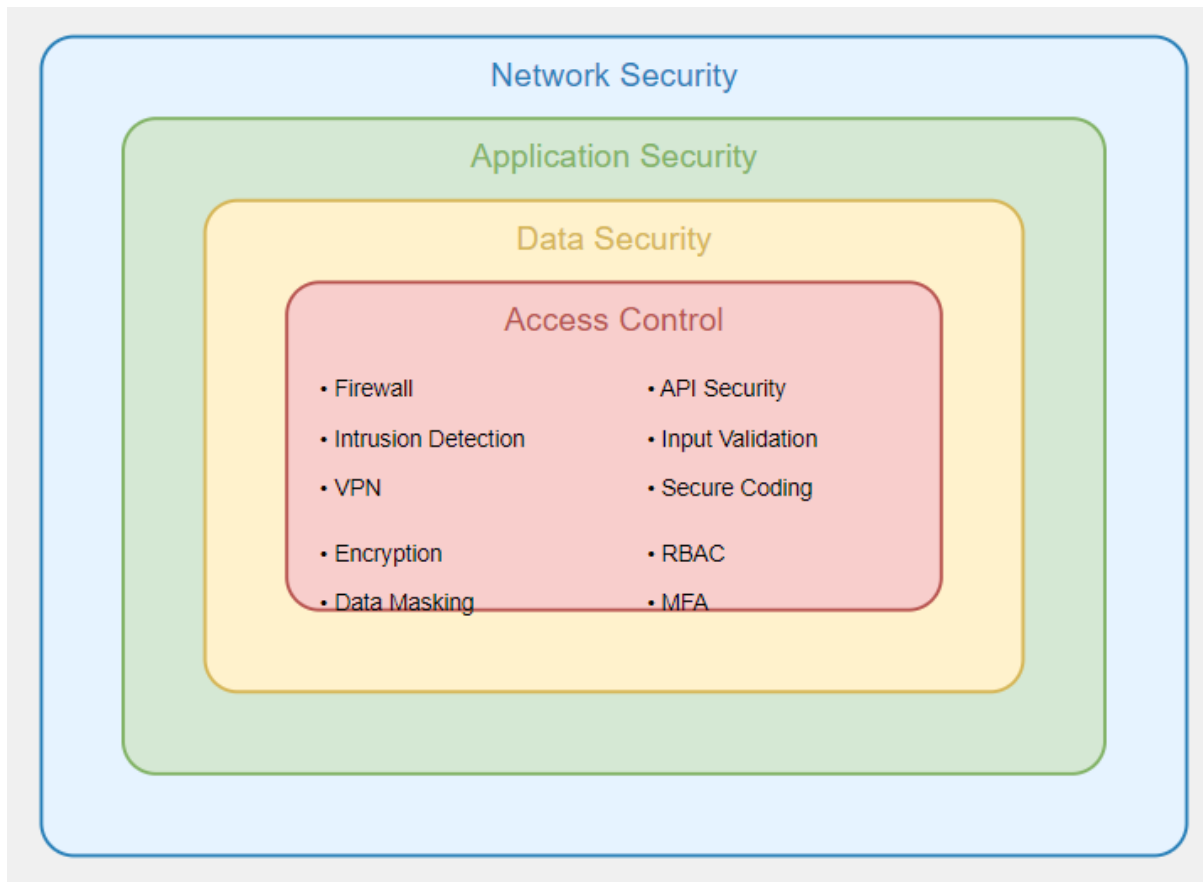 Network Security
Application Security
Data Security
Access Control
• Firewall
• API Security
• Intrusion Detection
• Input Validation
• VPN
• Secure Coding
• Encryption
• RBAC
• Data Masking
• MFA